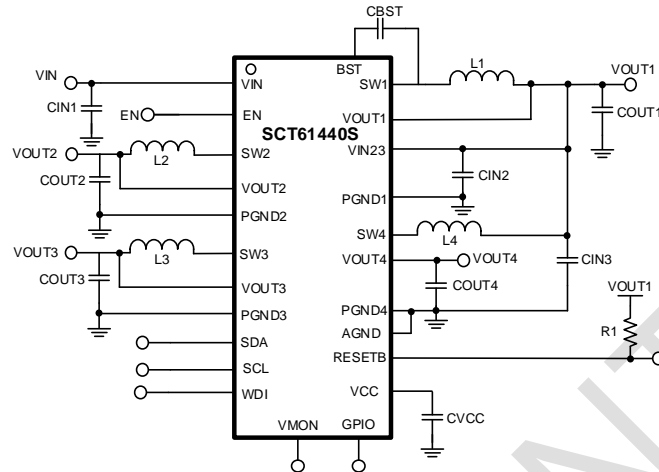 CBST
BST
VIN
VIN
CIN1
EN
EN
SCT61440S
SW1
L1
VOUT1
VOUT1
COUT1
VIN23
VOUT2
L2
SW2
COUT2
VOUT2
PGND2
CIN2
PGND1
SW4
L4
VOUT3
L3
SW3
COUT3
VOUT3
PGND3
VOUT4
VOUT4
CIN3
COUT4
VOUT1
PGND4
AGND
R1
SDA
RESETB
SCL
WDI
VCC
CVCC
VMON
GPIO